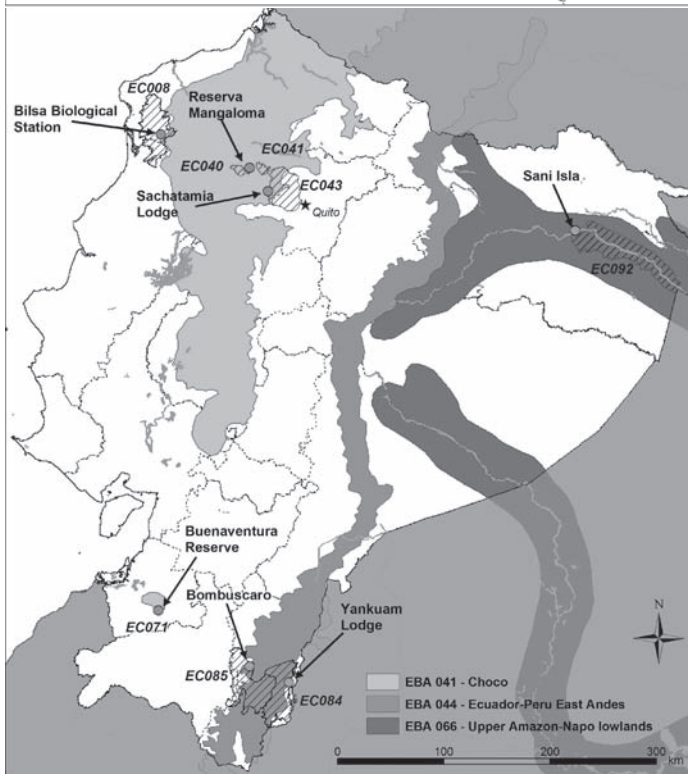 EC008
Bilsa Biological
Station
Reserva
Mangaloma
EC041
EC040
EC043
Sachatamia
Lodge
Quito
Sani Isla
EC092
Buenaventura
Reserve
EC071
Bombuscaro
Yankuam
Lodge
EC085
EC084
N
EBA 041 - Choco
EBA 044 - Ecuador-Peru East Andes
EBA 066 - Upper Amazon-Napo lowlands
0 100 200 300
km